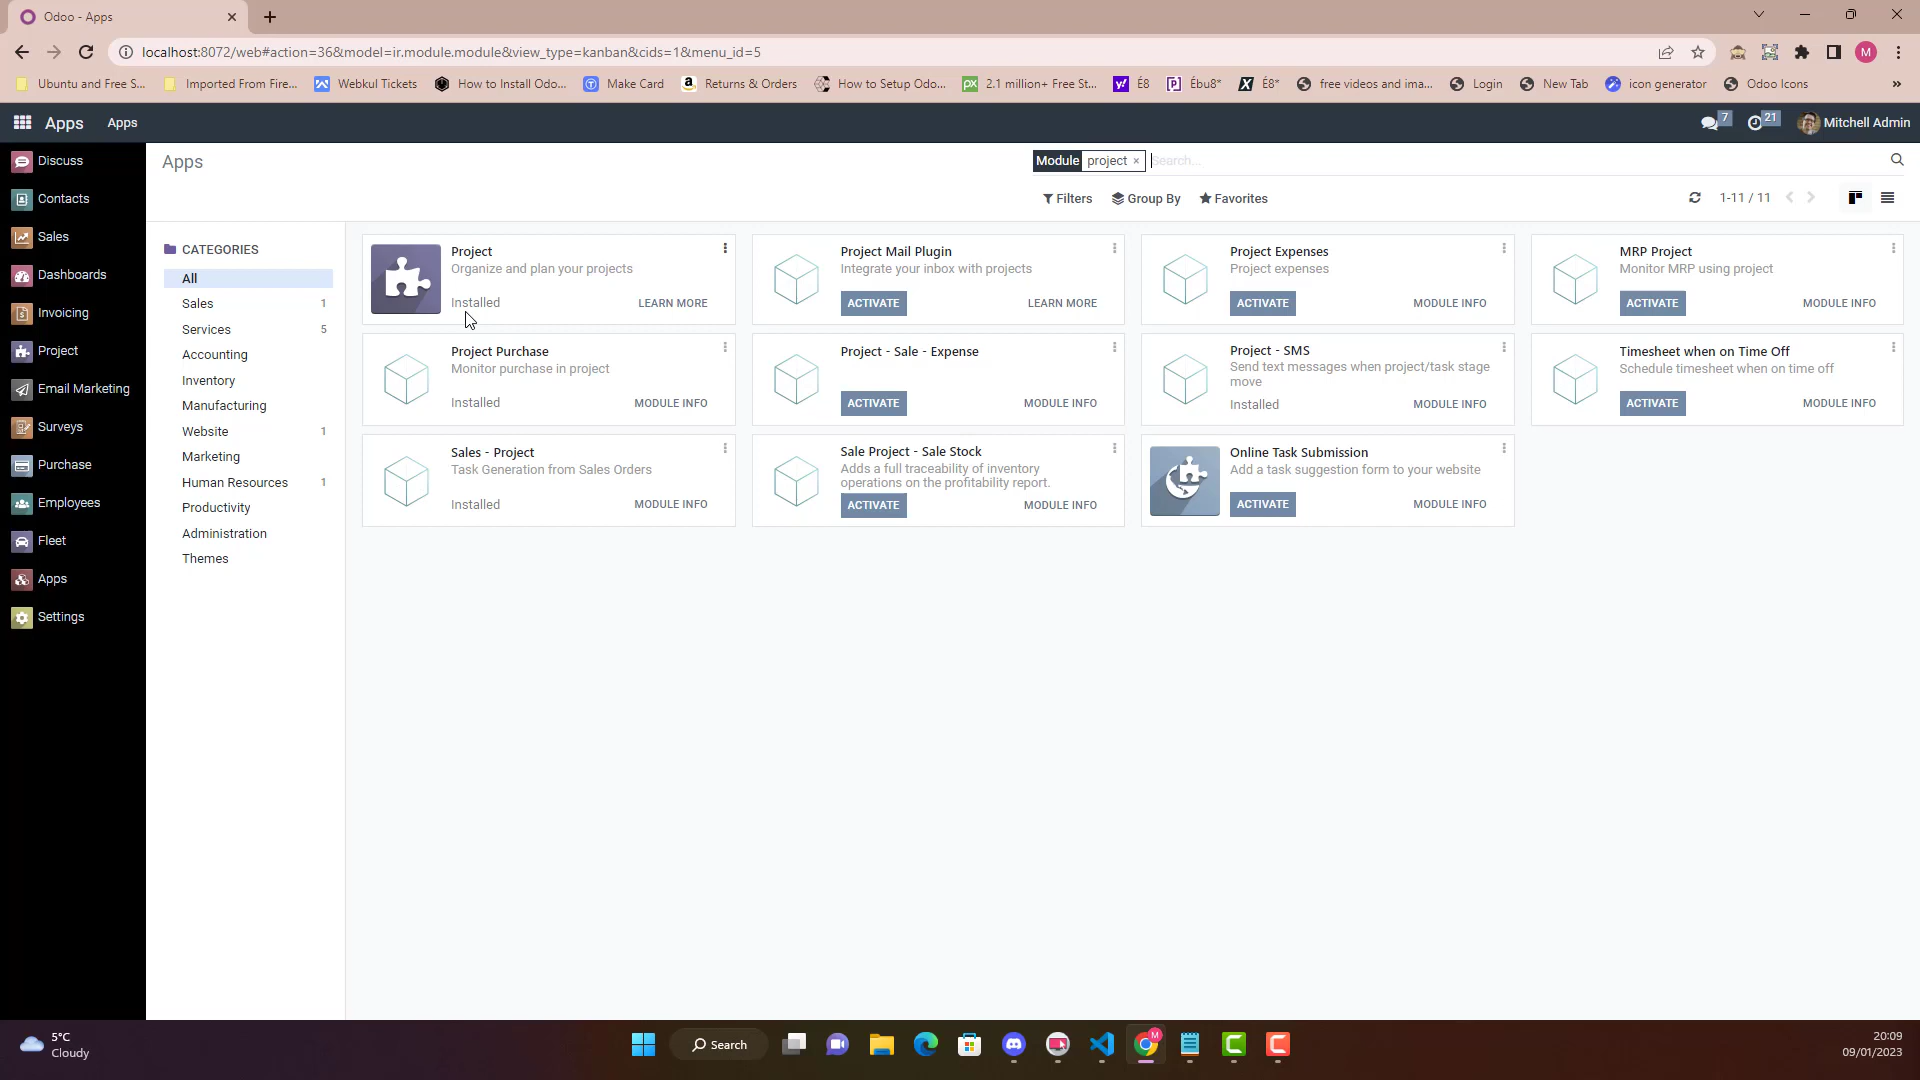 Odoo - Apps
localhost:8072/web#action=36&model=ir.module.module&view_type=kanban&cids=1&menu_id=5
M
Ubuntu and Free S...
Imported From Fire...
Webkul Tickets
How to Install Odo...
Make Card
Returns & Orders
How to Setup Odo...
2.1 million+ Free St...
É8
Ébu8*
É8*
free videos and ima...
Login
New Tab
icon generator
Odoo Icons
»
Apps
Apps
7
21
Mitchell Admin
Discuss
Contacts
Sales
Dashboards
Invoicing
Project
Email Marketing
Surveys
Purchase
Employees
Fleet
Apps
Settings
Apps
Module
project ×
Search...
Filters
Group By
Favorites
1-11 / 11
CATEGORIES
All
Sales 1
Services 5
Accounting
Inventory
Manufacturing
Website 1
Marketing
Human Resources 1
Productivity
Administration
Themes
Project
Organize and plan your projects
Installed
LEARN MORE
Project Mail Plugin
Integrate your inbox with projects
ACTIVATE
LEARN MORE
Project Expenses
Project expenses
ACTIVATE
MODULE INFO
MRP Project
Monitor MRP using project
ACTIVATE
MODULE INFO
Project Purchase
Monitor purchase in project
Installed
MODULE INFO
Project - Sale - Expense
ACTIVATE
MODULE INFO
Project - SMS
Send text messages when project/task stage
move
Installed
MODULE INFO
Timesheet when on Time Off
Schedule timesheet when on time off
ACTIVATE
MODULE INFO
Sales - Project
Task Generation from Sales Orders
Installed
MODULE INFO
Sale Project - Sale Stock
Adds a full traceability of inventory
operations on the profitability report.
ACTIVATE
MODULE INFO
Online Task Submission
Add a task suggestion form to your website
ACTIVATE
MODULE INFO
5°C
Cloudy
Search
M
20:09
09/01/2023